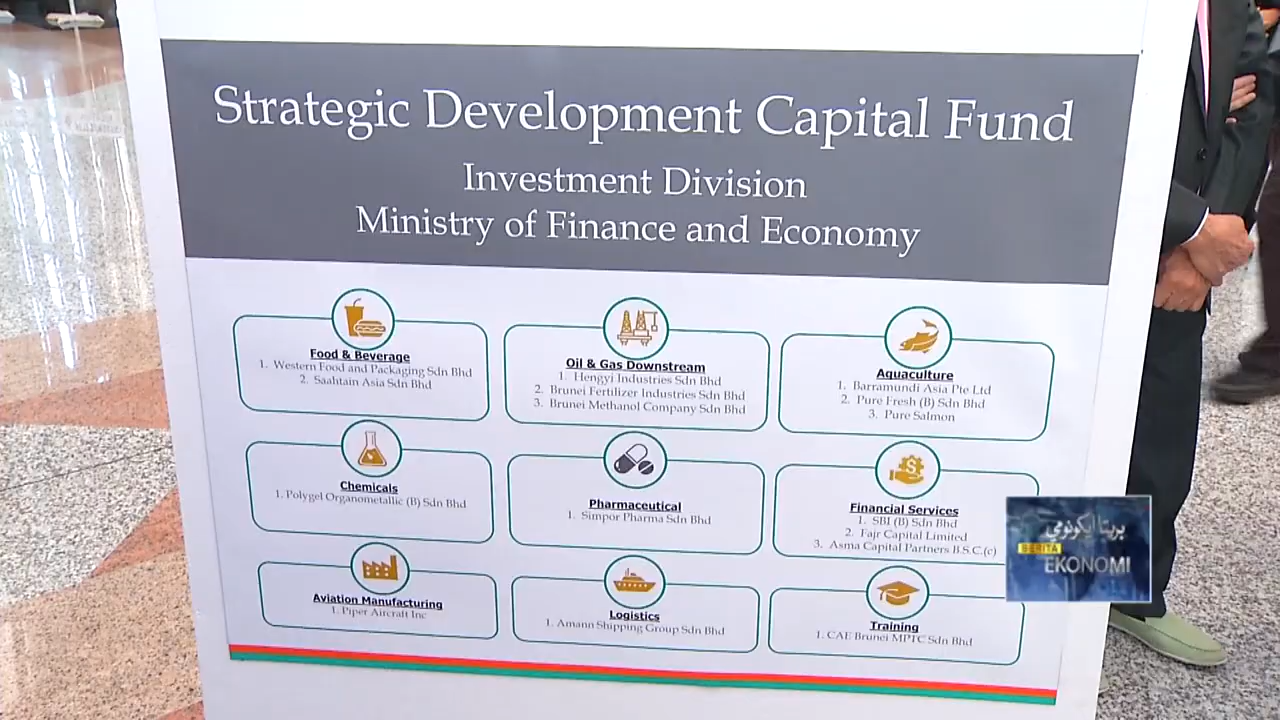 Strategic Development Capital Fund
Investment Division
Ministry of Finance and Economy
Food & Beverage
1. Western Food and Packaging Sdn Bhd
2. Saahtain Asia Sdn Bhd
Oil & Gas Downstream
1. Hengyi Industries Sdn Bhd
2. Brunei Fertilizer Industries Sdn Bhd
3. Brunei Methanol Company Sdn Bhd
Aquaculture
1. Barramundi Asia Pte Ltd
2. Pure Fresh (B) Sdn Bhd
3. Pure Salmon
Chemicals
1. Polygel Organometallic (B) Sdn Bhd
Pharmaceutical
1. Simpor Pharma Sdn Bhd
Financial Services
1. SBI (B) Sdn Bhd
2. Fajr Capital Limited
3. Asma Capital Partners B.S.C.(c)
Aviation Manufacturing
1. Piper Aircraft Inc
Logistics
1. Amann Shipping Group Sdn Bhd
Training
1. CAE Brunei MPTC Sdn Bhd
بريتا ايكونومي
BERITA
EKONOMI